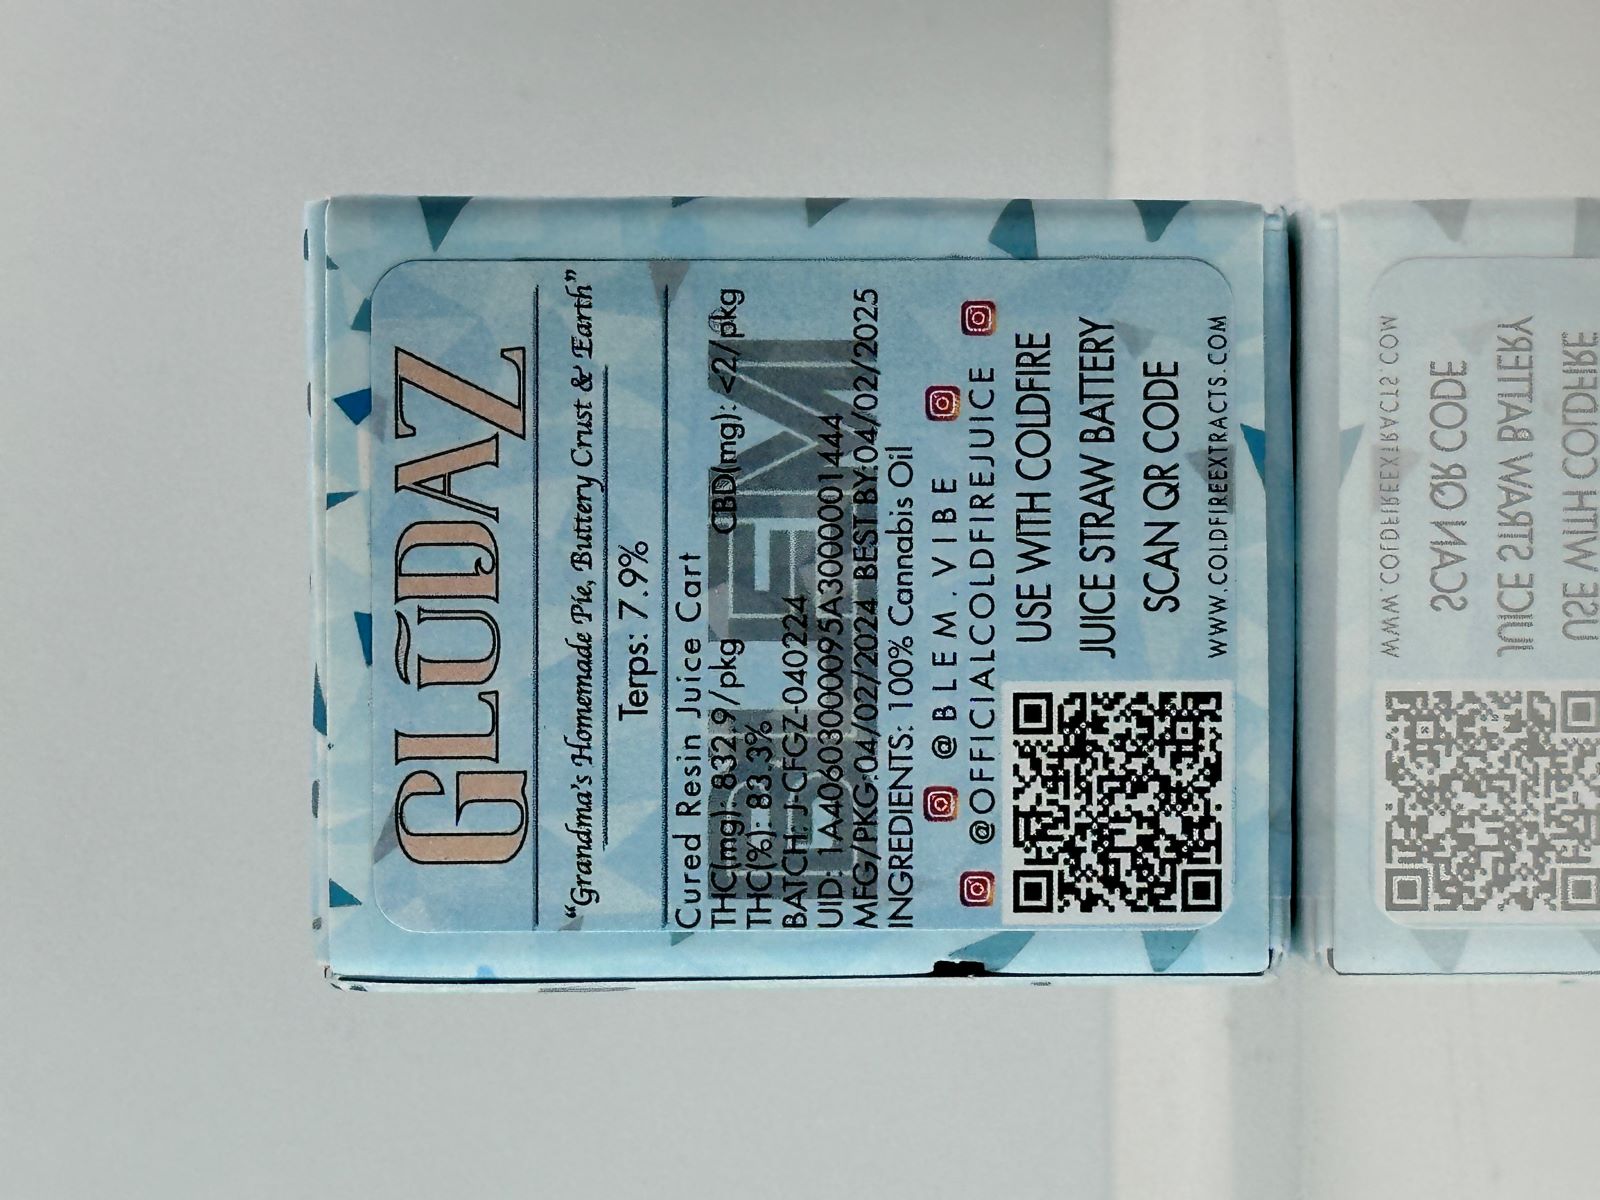 GLŪDAZ
"Grandma's Homemade Pie, Buttery Crust & Earth"
Terps: 7.9%
Cured Resin Juice Cart
THC(mg): 832.9/pkg CBD(mg): <2/pkg
THC(%): 83.3%
BATCH: J-CFGZ-040224
UID: 1A406030000095A3000001444
MFG/PKG:04/02/2024 BEST BY:04/02/2025
INGREDIENTS: 100% Cannabis Oil
@BLEM.VIBE
@OFFICIALCOLDFIREJUICE
USE WITH COLDFIRE
JUICE STRAW BATTERY
SCAN QR CODE
WWW.COLDFIREEXTRACTS.COM